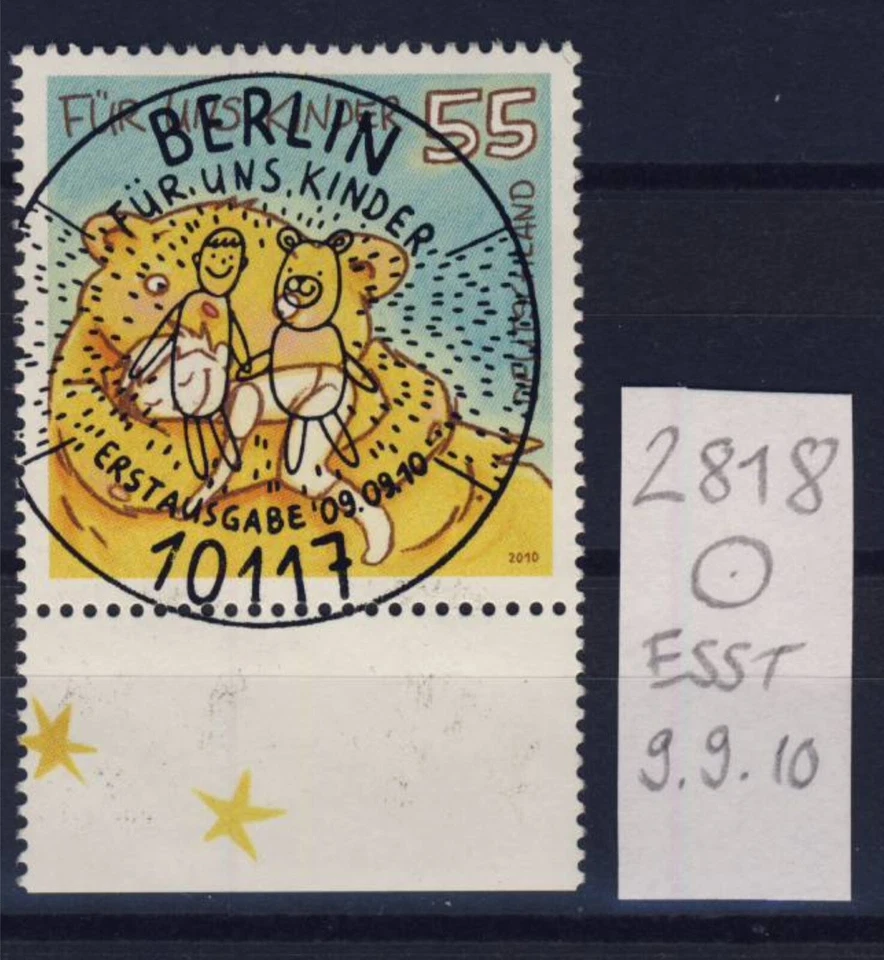 FÜR UNS KINDER 55
BERLIN
FÜR UNS KINDER
DEUTSCHLAND
ERSTAUSGABE 09.09.10
10117
2010
2818
ESST
9.9.10